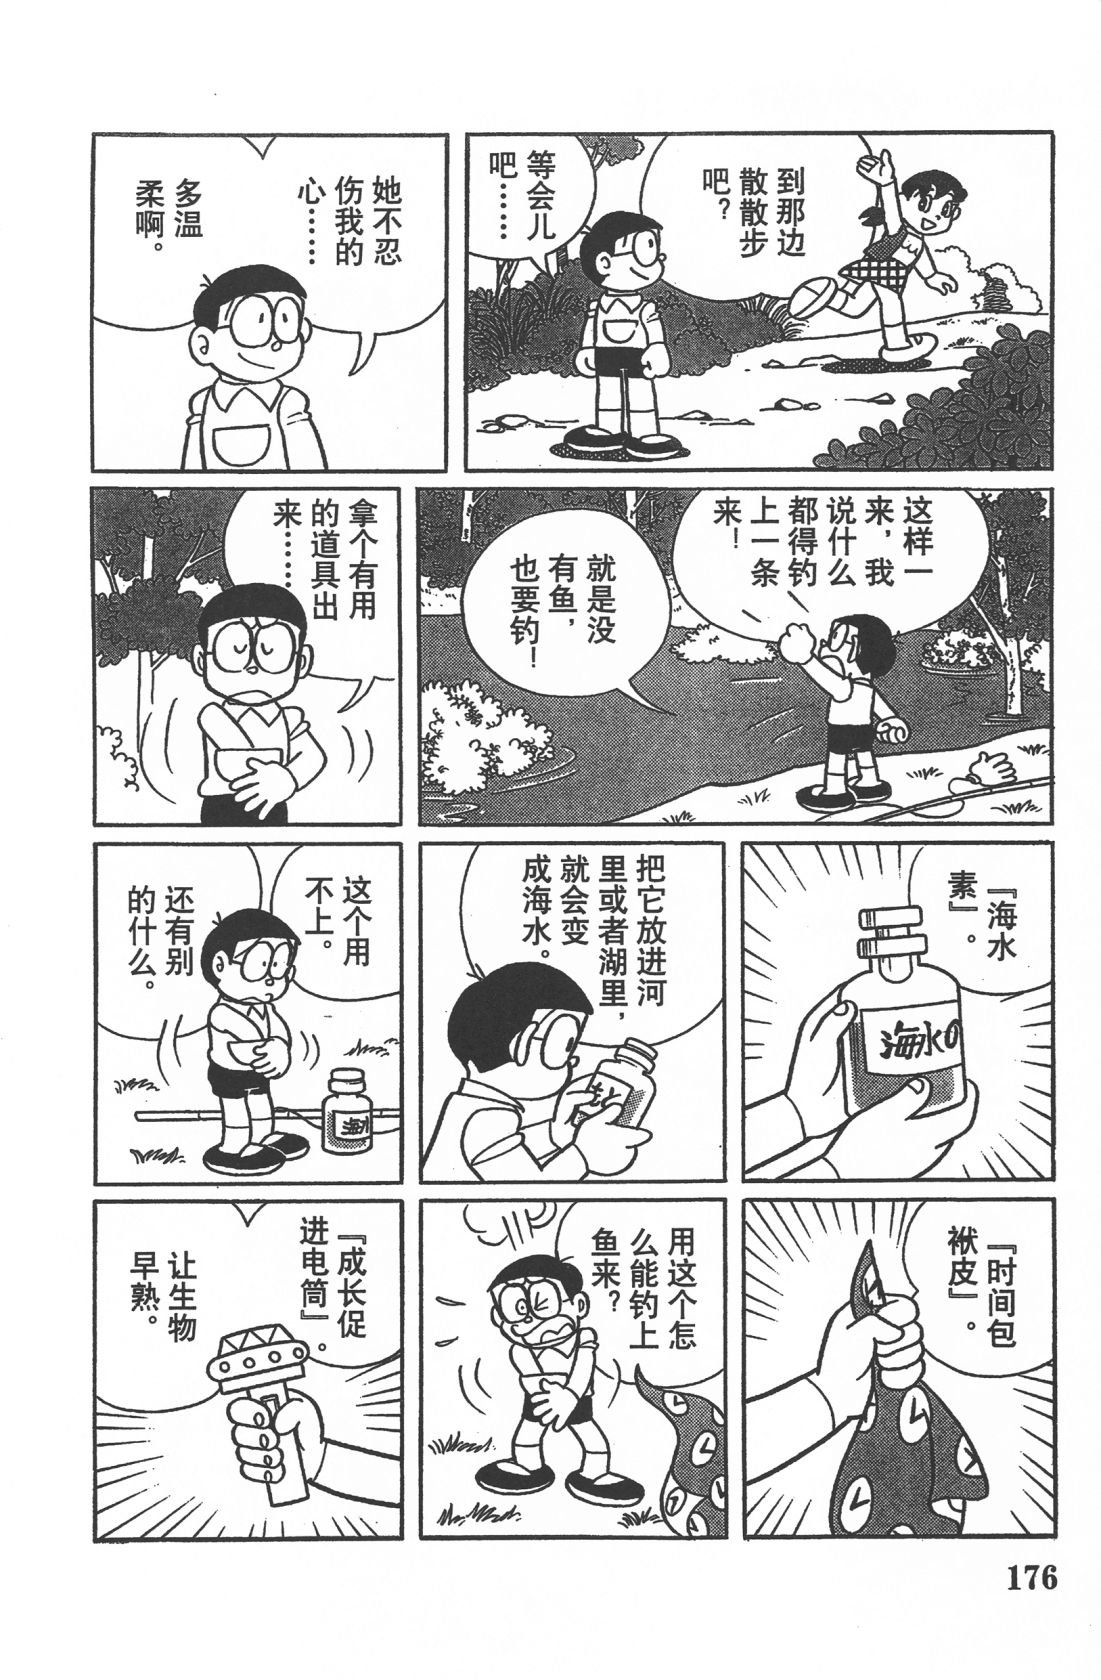 到那边
散散步
吧？
等会儿
吧……
她不忍
伤我的
心……
多温
柔啊。
这样一
来，我
说什么
都得钓
上一条
来！
就是没
有鱼，
也要钓！
拿个有用
的道具出
来……
『海水
素』。
海水
把它放进河
里或者湖里，
就会变
成海水。
这个用
不上。
还有别
的什么。
『时间包
袱皮』。
用这个怎
么能钓上
鱼来？
『成长促
进电筒』。
让生物
早熟。
176